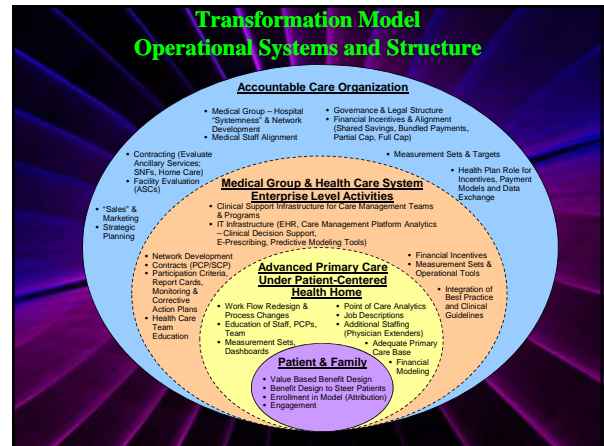 Transformation Model
Operational Systems and Structure
Accountable Care Organization
• Medical Group – Hospital
"Systemness" & Network
Development
• Medical Staff Alignment
• Governance & Legal Structure
• Financial Incentives & Alignment
(Shared Savings, Bundled Payments,
Partial Cap, Full Cap)
• Contracting (Evaluate
Ancillary Services;
SNFs, Home Care)
• Facility Evaluation
(ASCs)
• Measurement Sets & Targets
• Health Plan Role for
Incentives, Payment
Models and Data
Exchange
• "Sales" &
Marketing
• Strategic
Planning
Medical Group & Health Care System
Enterprise Level Activities
• Clinical Support Infrastructure for Care Management Teams
& Programs
• IT Infrastructure (EHR, Care Management Platform Analytics
– Clinical Decision Support,
E-Prescribing, Predictive Modeling Tools)
• Network Development
• Contracts (PCP/SCP)
• Participation Criteria,
Report Cards,
Monitoring &
Corrective
Action Plans
• Health Care
Team
Education
• Financial Incentives
• Measurement Sets &
Operational Tools
• Integration of
Best Practice
and Clinical
Guidelines
Advanced Primary Care
Under Patient-Centered
Health Home
• Work Flow Redesign &
Process Changes
• Education of Staff, PCPs,
Team
• Measurement Sets,
Dashboards
• Point of Care Analytics
• Job Descriptions
• Additional Staffing
(Physician Extenders)
• Adequate Primary
Care Base
• Financial
Modeling
Patient & Family
• Value Based Benefit Design
• Benefit Design to Steer Patients
• Enrollment in Model (Attribution)
• Engagement